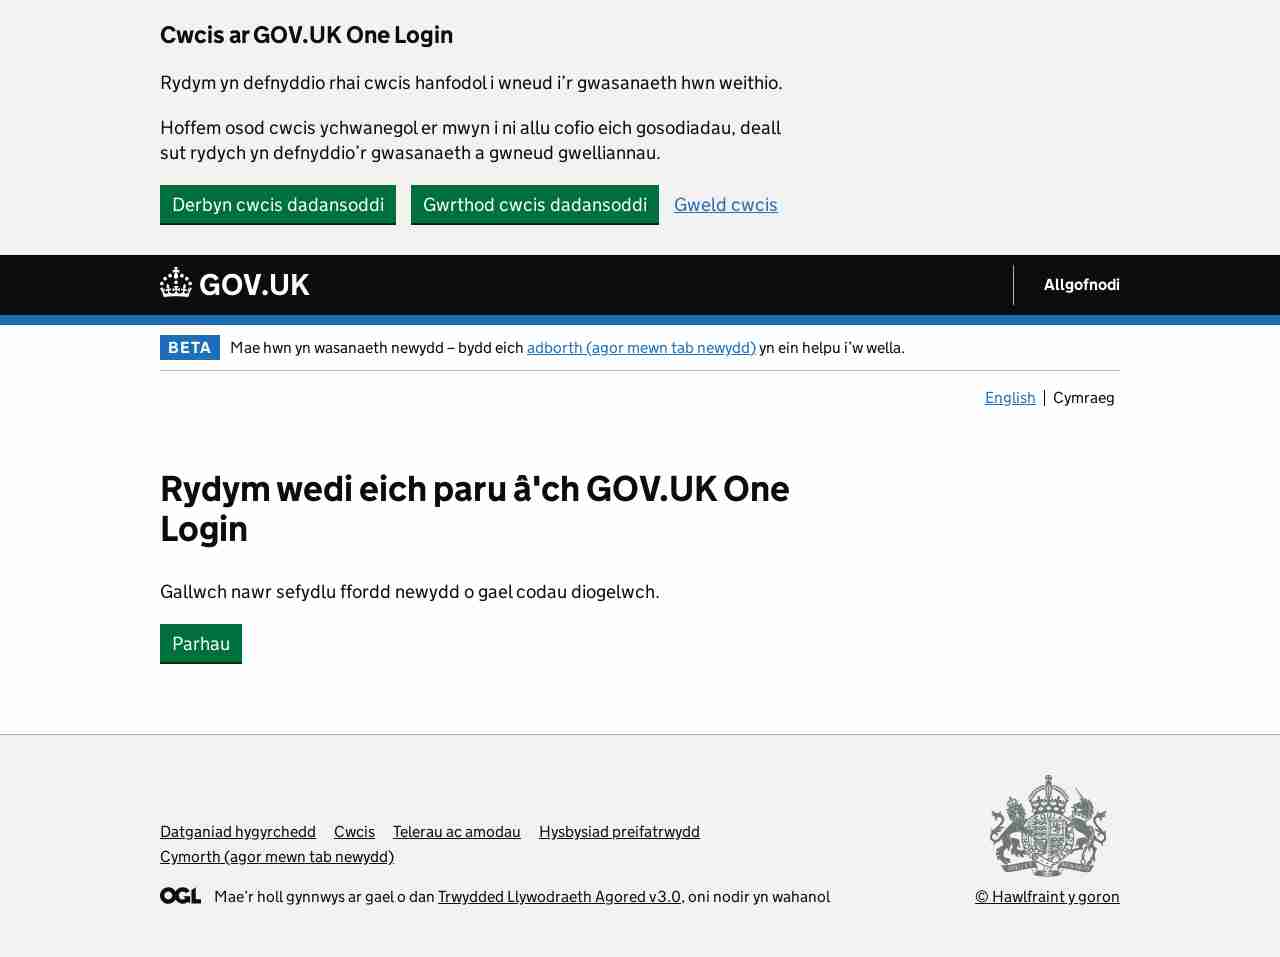 Cwcis ar GOV.UK One Login
Rydym yn defnyddio rhai cwcis hanfodol i wneud i’r gwasanaeth hwn weithio.
Hoffem osod cwcis ychwanegol er mwyn i ni allu cofio eich gosodiadau, deall
sut rydych yn defnyddio’r gwasanaeth a gwneud gwelliannau.
Derbyn cwcis dadansoddi Gwrthod cwcis dadansoddi Gweld cwcis
GOV.UK Allgofnodi
BETA Mae hwn yn wasanaeth newydd – bydd eich adborth (agor mewn tab newydd) yn ein helpu i’w wella.
English Cymraeg
Rydym wedi eich paru â'ch GOV.UK One
Login
Gallwch nawr sefydlu ffordd newydd o gael codau diogelwch.
Parhau
Datganiad hygyrchedd Cwcis Telerau ac amodau Hysbysiad preifatrwydd
Cymorth (agor mewn tab newydd)
OGL Mae’r holl gynnwys ar gael o dan Trwydded Llywodraeth Agored v3.0, oni nodir yn wahanol
© Hawlfraint y goron